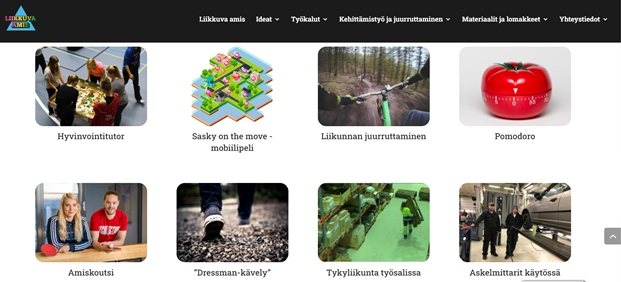 LIIKKUVA
AMIS
Liikkuva amis Ideat Työkalut Kehittämistyö ja juurruttaminen Materiaalit ja lomakkeet Yhteystiedot
Hyvinvointitutor
Sasky on the move -
mobiilipeli
Liikunnan juurruttaminen
Pomodoro
Amiskoutsi
"Dressman-kävely"
Tykyliikunta työsalissa
Askelmittarit käytössä